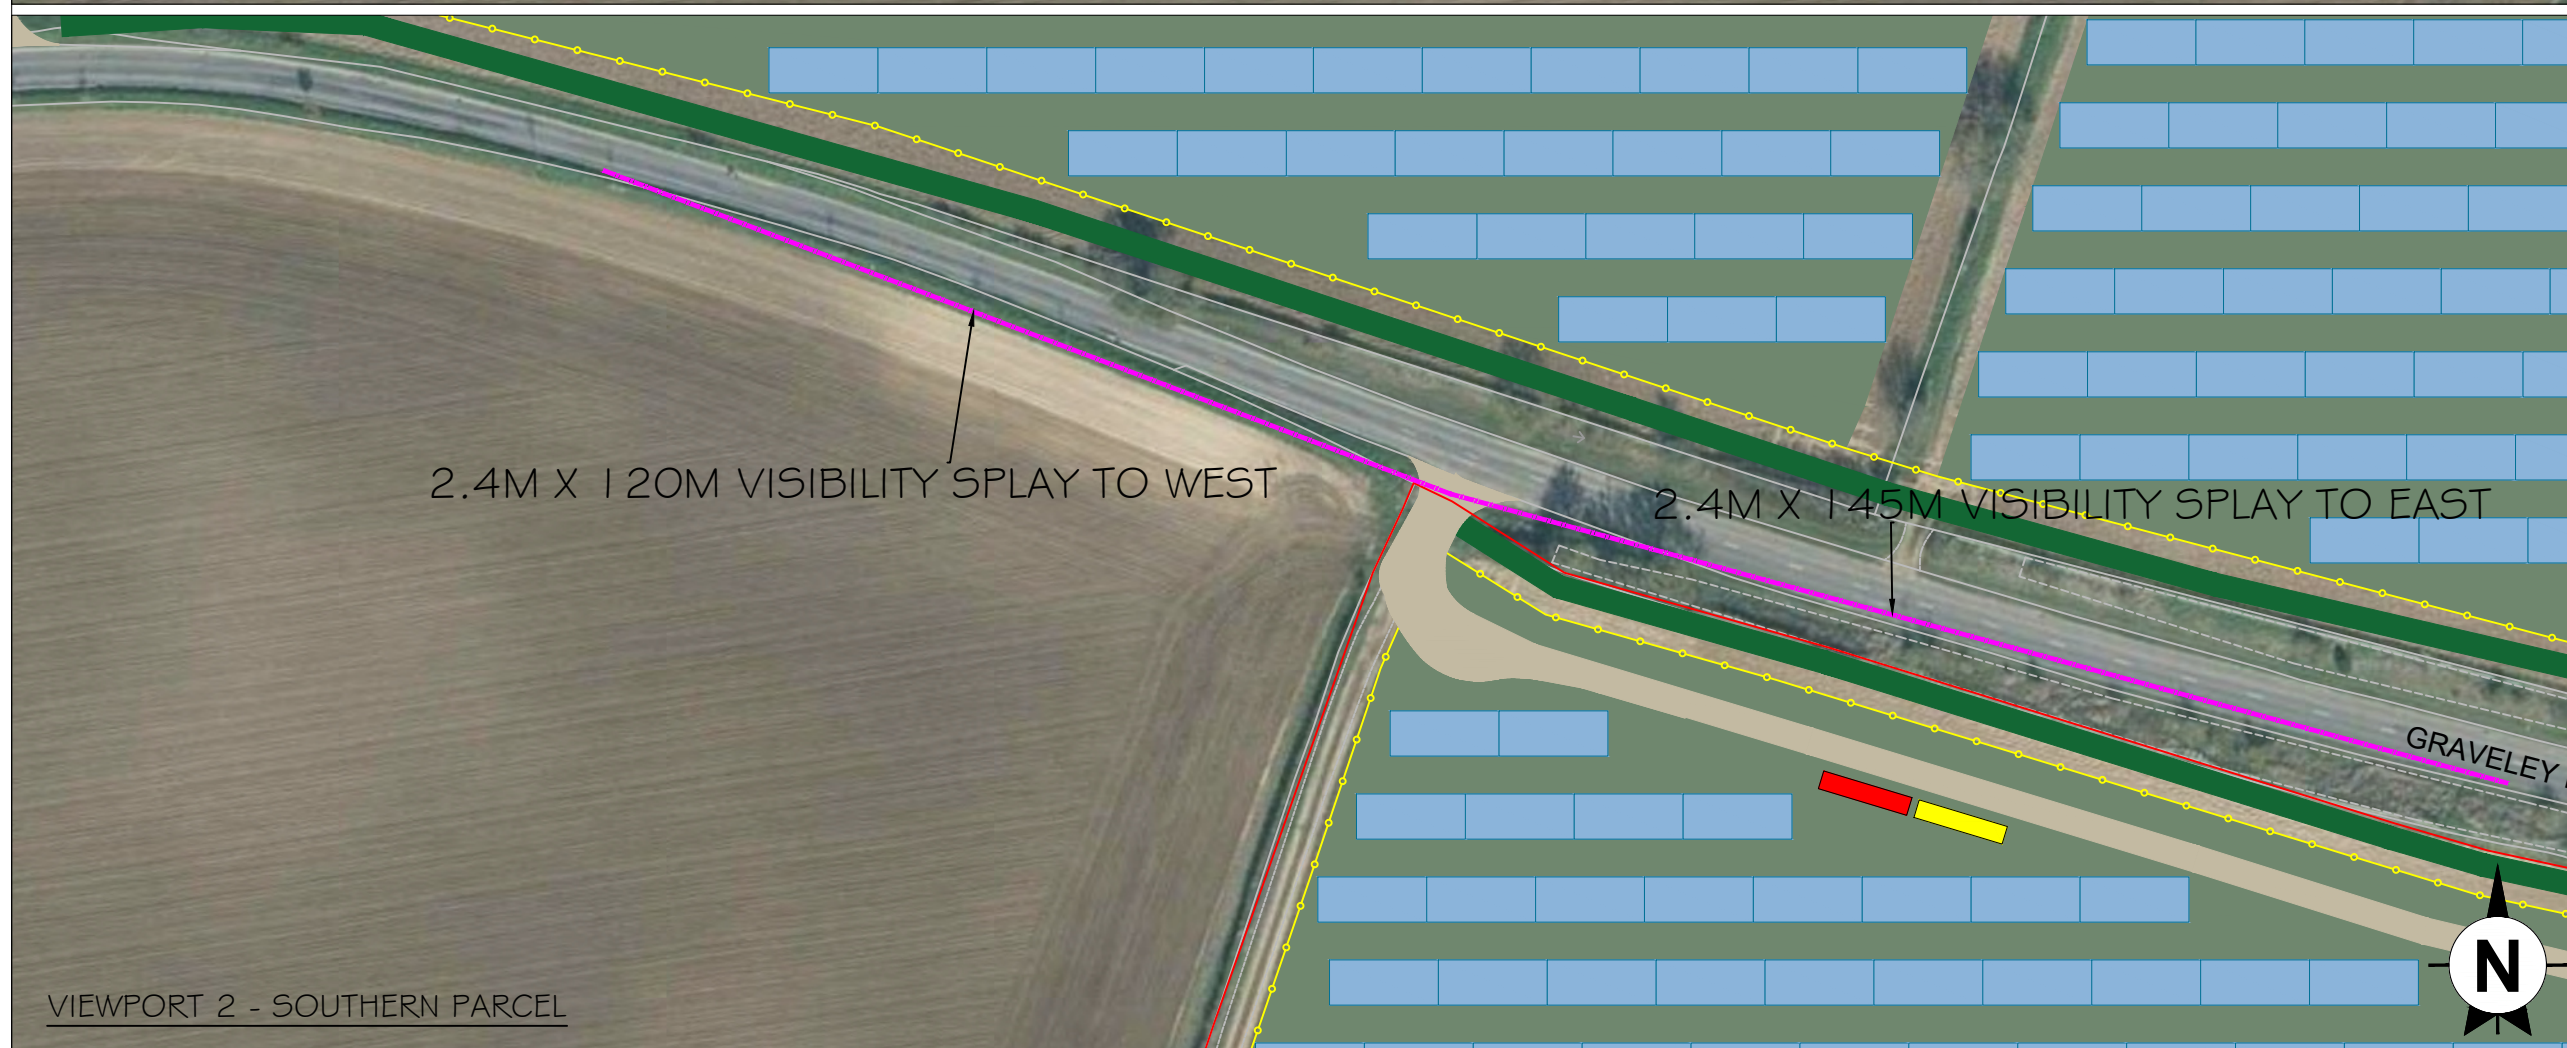 2.4M X 120M VISIBILITY SPLAY TO WEST
2.4M X 145M VISIBILITY SPLAY TO EAST
GRAVELEY
VIEWPORT 2 - SOUTHERN PARCEL
N